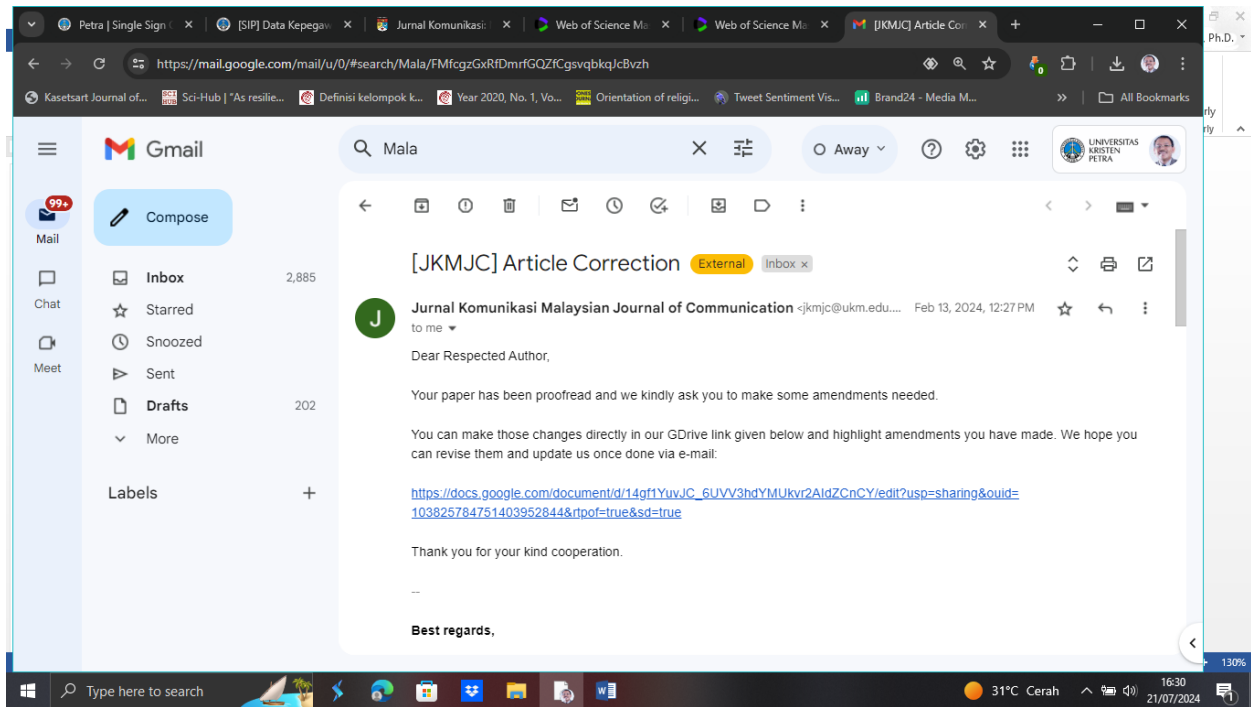 Petra | Single Sign
[SIP] Data Kepegaw
Jurnal Komunikasi:
Web of Science Ma
Web of Science Ma
[JKMJC] Article Corr
Ph.D.
https://mail.google.com/mail/u/0/#search/Mala/FMfcgzGxRfDmrfGQZfCgsvqbkqJcBvzh
0
Kasetsart Journal of...
SCI HUB
Sci-Hub | "As resilie...
Definisi kelompok k...
Year 2020, No. 1, Vo...
Orientation of religi...
Tweet Sentiment Vis...
Brand24 - Media M...
All Bookmarks
Gmail
Mala
Away
UNIVERSITAS
KRISTEN
PETRA
99+
Mail
Chat
Meet
Compose
Inbox 2,885
Starred
Snoozed
Sent
Drafts 202
More
Labels
[JKMJC] Article Correction External Inbox ×
J
Jurnal Komunikasi Malaysian Journal of Communication <jkmjc@ukm.edu.... Feb 13, 2024, 12:27 PM
to me
Dear Respected Author,
Your paper has been proofread and we kindly ask you to make some amendments needed.
You can make those changes directly in our GDrive link given below and highlight amendments you have made. We hope you
can revise them and update us once done via e-mail:
https://docs.google.com/document/d/14gf1YuvJC_6UVV3hdYMUkvr2AIdZCnCY/edit?usp=sharing&ouid=
103825784751403952844&rtpof=true&sd=true
Thank you for your kind cooperation.
--
Best regards,
130%
Type here to search
31°C Cerah
16:30
21/07/2024
1